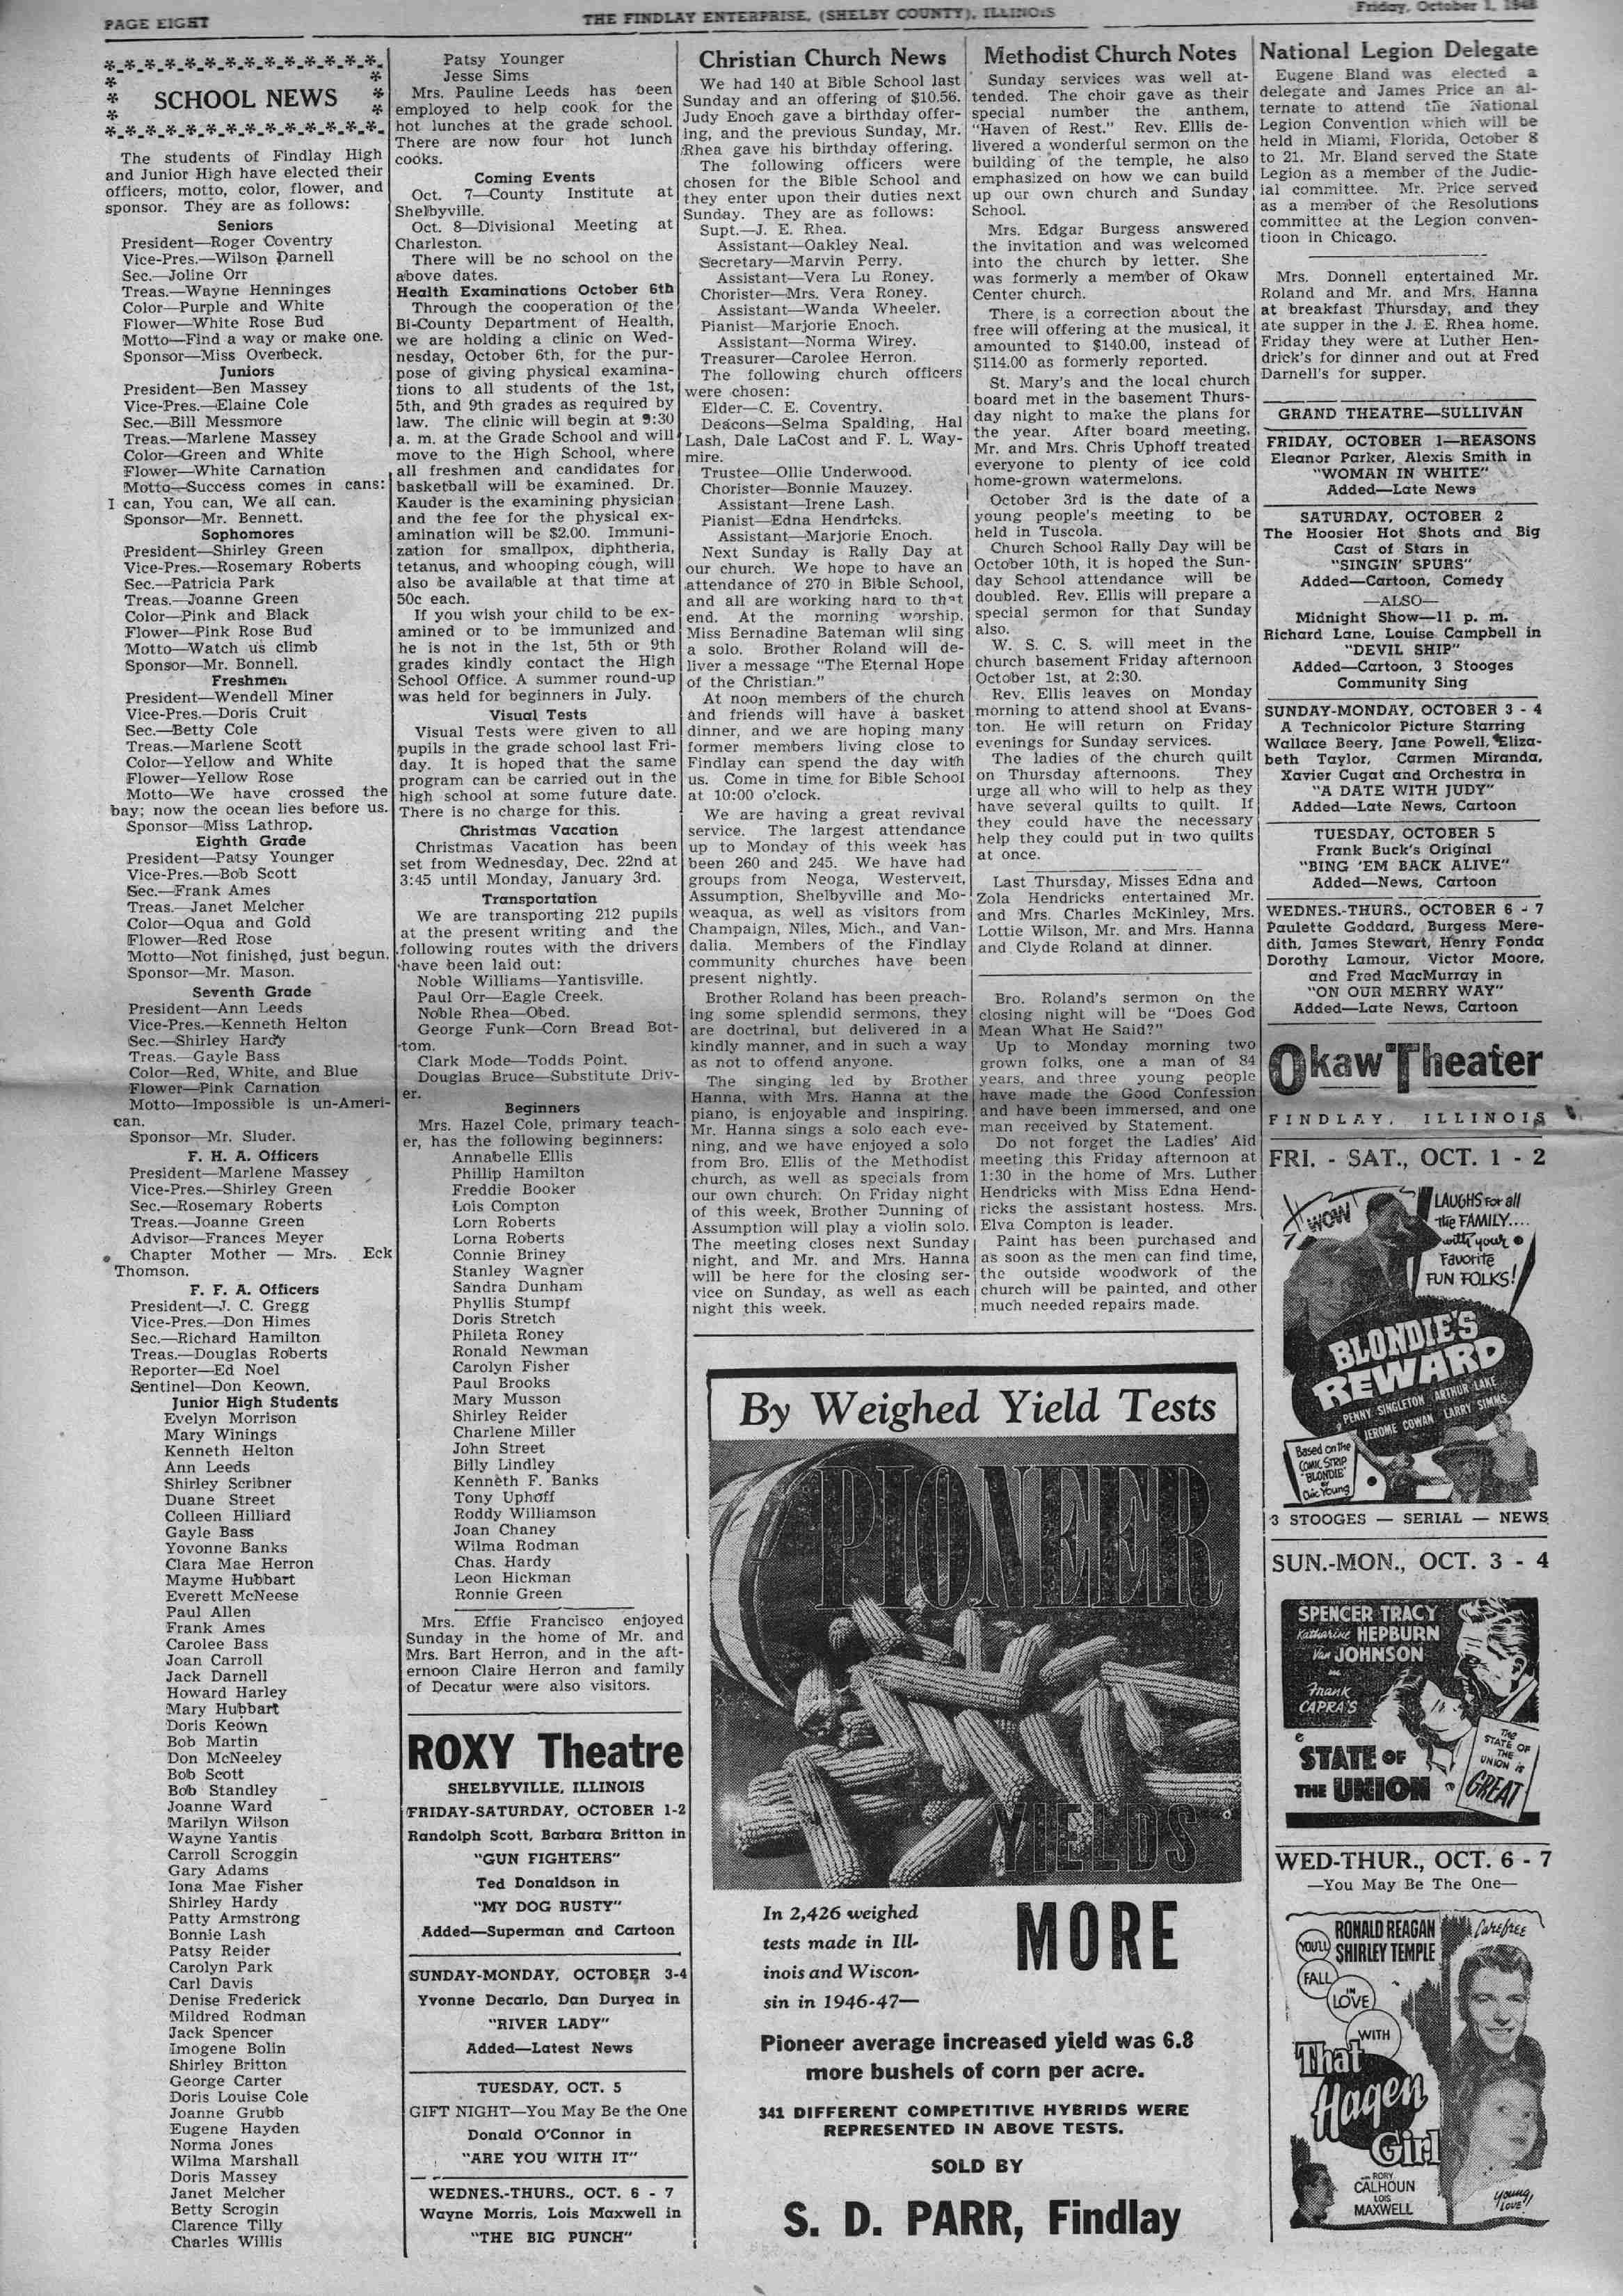 PAGE EIGHT
THE FINDLAY ENTERPRISE, (SHELBY COUNTY), ILLINOIS
Friday, October 1, 1948
SCHOOL NEWS
The students of Findlay High
and Junior High have elected their
officers, motto, color, flower, and
sponsor. They are as follows:
Seniors
President—Roger Coventry
Vice-Pres.—Wilson Darnell
Sec.—Joline Orr
Treas.—Wayne Henninges
Color—Purple and White
Flower—White Rose Bud
Motto—Find a way or make one.
Sponsor—Miss Overbeck.
Juniors
President—Ben Massey
Vice-Pres.—Elaine Cole
Sec.—Bill Messmore
Treas.—Marlene Massey
Color—Green and White
Flower—White Carnation
Motto—Success comes in cans:
I can, You can, We all can.
Sponsor—Mr. Bennett.
Sophomores
President—Shirley Green
Vice-Pres.—Rosemary Roberts
Sec.—Patricia Park
Treas.—Joanne Green
Color—Pink and Black
Flower—Pink Rose Bud
Motto—Watch us climb
Sponsor—Mr. Bonnell.
Freshmen
President—Wendell Miner
Vice-Pres.—Doris Cruit
Sec.—Betty Cole
Treas.—Marlene Scott
Color—Yellow and White
Flower—Yellow Rose
Motto—We have crossed the
bay; now the ocean lies before us.
Sponsor—Miss Lathrop.
Eighth Grade
President—Patsy Younger
Vice-Pres.—Bob Scott
Sec.—Frank Ames
Treas.—Janet Melcher
Color—Oqua and Gold
Flower—Red Rose
Motto—Not finished, just begun.
Sponsor—Mr. Mason.
Seventh Grade
President—Ann Leeds
Vice-Pres.—Kenneth Helton
Sec.—Shirley Hardy
Treas.—Gayle Bass
Color—Red, White, and Blue
Flower—Pink Carnation
Motto—Impossible is un-Ameri-
can.
Sponsor—Mr. Sluder.
F. H. A. Officers
President—Marlene Massey
Vice-Pres.—Shirley Green
Sec.—Rosemary Roberts
Treas.—Joanne Green
Advisor—Frances Meyer
Chapter Mother — Mrs. Eck
Thomson.
F. F. A. Officers
President—J. C. Gregg
Vice-Pres.—Don Himes
Sec.—Richard Hamilton
Treas.—Douglas Roberts
Reporter—Ed Noel
Sentinel—Don Keown.
Junior High Students
Evelyn Morrison
Mary Winings
Kenneth Helton
Ann Leeds
Shirley Scribner
Duane Street
Colleen Hilliard
Gayle Bass
Yovonne Banks
Clara Mae Herron
Mayme Hubbart
Everett McNeese
Paul Allen
Frank Ames
Carolee Bass
Joan Carroll
Jack Darnell
Howard Harley
Mary Hubbart
Doris Keown
Bob Martin
Don McNeeley
Bob Scott
Bob Standley
Joanne Ward
Marilyn Wilson
Wayne Yantis
Carroll Scroggin
Gary Adams
Iona Mae Fisher
Shirley Hardy
Patty Armstrong
Bonnie Lash
Patsy Reider
Carolyn Park
Carl Davis
Denise Frederick
Mildred Rodman
Jack Spencer
Imogene Bolin
Shirley Britton
George Carter
Doris Louise Cole
Joanne Grubb
Eugene Hayden
Norma Jones
Wilma Marshall
Doris Massey
Janet Melcher
Betty Scrogin
Clarence Tilly
Charles Willis
Patsy Younger
Jesse Sims
Mrs. Pauline Leeds has been
employed to help cook for the
hot lunches at the grade school.
There are now four hot lunch
cooks.
Coming Events
Oct. 7—County Institute at
Shelbyville.
Oct. 8—Divisional Meeting at
Charleston.
There will be no school on the
above dates.
Health Examinations October 6th
Through the cooperation of the
Bi-County Department of Health,
we are holding a clinic on Wed-
nesday, October 6th, for the pur-
pose of giving physical examina-
tions to all students of the 1st,
5th, and 9th grades as required by
law. The clinic will begin at 9:30
a. m. at the Grade School and will
move to the High School, where
all freshmen and candidates for
basketball will be examined. Dr.
Kauder is the examining physician
and the fee for the physical ex-
amination will be $2.00. Immuni-
zation for smallpox, diphtheria,
tetanus, and whooping cough, will
also be available at that time at
50c each.
If you wish your child to be ex-
amined or to be immunized and
he is not in the 1st, 5th or 9th
grades kindly contact the High
School Office. A summer round-up
was held for beginners in July.
Visual Tests
Visual Tests were given to all
pupils in the grade school last Fri-
day. It is hoped that the same
program can be carried out in the
high school at some future date.
There is no charge for this.
Christmas Vacation
Christmas Vacation has been
set from Wednesday, Dec. 22nd at
3:45 until Monday, January 3rd.
Transportation
We are transporting 212 pupils
at the present writing and the
following routes with the drivers
have been laid out:
Noble Williams—Yantisville.
Paul Orr—Eagle Creek.
Noble Rhea—Obed.
George Funk—Corn Bread Bot-
tom.
Clark Mode—Todds Point.
Douglas Bruce—Substitute Driv-
er.
Beginners
Mrs. Hazel Cole, primary teach-
er, has the following beginners:
Annabelle Ellis
Phillip Hamilton
Freddie Booker
Lois Compton
Lorn Roberts
Lorna Roberts
Connie Briney
Stanley Wagner
Sandra Dunham
Phyllis Stumpf
Doris Stretch
Phileta Roney
Ronald Newman
Carolyn Fisher
Paul Brooks
Mary Musson
Shirley Reider
Charlene Miller
John Street
Billy Lindley
Kenneth F. Banks
Tony Uphoff
Roddy Williamson
Joan Chaney
Wilma Rodman
Chas. Hardy
Leon Hickman
Ronnie Green
Mrs. Effie Francisco enjoyed
Sunday in the home of Mr. and
Mrs. Bart Herron, and in the aft-
ernoon Claire Herron and family
of Decatur were also visitors.
ROXY Theatre
SHELBYVILLE, ILLINOIS
FRIDAY-SATURDAY, OCTOBER 1-2
Randolph Scott, Barbara Britton in
"GUN FIGHTERS"
Ted Donaldson in
"MY DOG RUSTY"
Added—Superman and Cartoon
SUNDAY-MONDAY, OCTOBER 3-4
Yvonne Decarlo, Dan Duryea in
"RIVER LADY"
Added—Latest News
TUESDAY, OCT. 5
GIFT NIGHT—You May Be the One
Donald O'Connor in
"ARE YOU WITH IT"
WEDNES.-THURS., OCT. 6 - 7
Wayne Morris, Lois Maxwell in
"THE BIG PUNCH"
Christian Church News
We had 140 at Bible School last
Sunday and an offering of $10.56.
Judy Enoch gave a birthday offer-
ing, and the previous Sunday, Mr.
Rhea gave his birthday offering.
The following officers were
chosen for the Bible School and
they enter upon their duties next
Sunday. They are as follows:
Supt.—J. E. Rhea.
Assistant—Oakley Neal.
Secretary—Marvin Perry.
Assistant—Vera Lu Roney.
Chorister—Mrs. Vera Roney.
Assistant—Wanda Wheeler.
Pianist—Marjorie Enoch.
Assistant—Norma Wirey.
Treasurer—Carolee Herron.
The following church officers
were chosen:
Elder—C. E. Coventry.
Deacons—Selma Spalding, Hal
Lash, Dale LaCost and F. L. Way-
mire.
Trustee—Ollie Underwood.
Chorister—Bonnie Mauzey.
Assistant—Irene Lash.
Pianist—Edna Hendricks.
Assistant—Marjorie Enoch.
Next Sunday is Rally Day at
our church. We hope to have an
attendance of 270 in Bible School,
and all are working hard to that
end. At the morning worship,
Miss Bernadine Bateman wlil sing
a solo. Brother Roland will de-
liver a message "The Eternal Hope
of the Christian."
At noon members of the church
and friends will have a basket
dinner, and we are hoping many
former members living close to
Findlay can spend the day with
us. Come in time for Bible School
at 10:00 o'clock.
We are having a great revival
service. The largest attendance
up to Monday of this week has
been 260 and 245. We have had
groups from Neoga, Westervelt,
Assumption, Shelbyville and Mo-
weaqua, as well as visitors from
Champaign, Niles, Mich., and Van-
dalia. Members of the Findlay
community churches have been
present nightly.
Brother Roland has been preach-
ing some splendid sermons, they
are doctrinal, but delivered in a
kindly manner, and in such a way
as not to offend anyone.
The singing led by Brother
Hanna, with Mrs. Hanna at the
piano, is enjoyable and inspiring.
Mr. Hanna sings a solo each eve-
ning, and we have enjoyed a solo
from Bro. Ellis of the Methodist
church, as well as specials from
our own church. On Friday night
of this week, Brother Dunning of
Assumption will play a violin solo.
The meeting closes next Sunday
night, and Mr. and Mrs. Hanna
will be here for the closing ser-
vice on Sunday, as well as each
night this week.
Methodist Church Notes
Sunday services was well at-
tended. The choir gave as their
special number the anthem,
"Haven of Rest." Rev. Ellis de-
livered a wonderful sermon on the
building of the temple, he also
emphasized on how we can build
up our own church and Sunday
School.
Mrs. Edgar Burgess answered
the invitation and was welcomed
into the church by letter. She
was formerly a member of Okaw
Center church.
There is a correction about the
free will offering at the musical, it
amounted to $140.00, instead of
$114.00 as formerly reported.
St. Mary's and the local church
board met in the basement Thurs-
day night to make the plans for
the year. After board meeting,
Mr. and Mrs. Chris Uphoff treated
everyone to plenty of ice cold
home-grown watermelons.
October 3rd is the date of a
young people's meeting to be
held in Tuscola.
Church School Rally Day will be
October 10th, it is hoped the Sun-
day School attendance will be
doubled. Rev. Ellis will prepare a
special sermon for that Sunday
also.
W. S. C. S. will meet in the
church basement Friday afternoon
October 1st, at 2:30.
Rev. Ellis leaves on Monday
morning to attend shool at Evans-
ton. He will return on Friday
evenings for Sunday services.
The ladies of the church quilt
on Thursday afternoons. They
urge all who will to help as they
have several quilts to quilt. If
they could have the necessary
help they could put in two quilts
at once.
Last Thursday, Misses Edna and
Zola Hendricks entertained Mr.
and Mrs. Charles McKinley, Mrs.
Lottie Wilson, Mr. and Mrs. Hanna
and Clyde Roland at dinner.
Bro. Roland's sermon on the
closing night will be "Does God
Mean What He Said?"
Up to Monday morning two
grown folks, one a man of 84
years, and three young people
have made the Good Confession
and have been immersed, and one
man received by Statement.
Do not forget the Ladies' Aid
meeting this Friday afternoon at
1:30 in the home of Mrs. Luther
Hendricks with Miss Edna Hend-
ricks the assistant hostess. Mrs.
Elva Compton is leader.
Paint has been purchased and
as soon as the men can find time,
the outside woodwork of the
church will be painted, and other
much needed repairs made.
By Weighed Yield Tests
PIONEER
YIELDS
MORE
In 2,426 weighed
tests made in Ill-
inois and Wiscon-
sin in 1946-47—
Pioneer average increased yield was 6.8
more bushels of corn per acre.
341 DIFFERENT COMPETITIVE HYBRIDS WERE
REPRESENTED IN ABOVE TESTS.
SOLD BY
S. D. PARR, Findlay
National Legion Delegate
Eugene Bland was elected a
delegate and James Price an al-
ternate to attend the National
Legion Convention which will be
held in Miami, Florida, October 8
to 21. Mr. Bland served the State
Legion as a member of the Judic-
ial committee. Mr. Price served
as a member of the Resolutions
committee at the Legion conven-
tioon in Chicago.
Mrs. Donnell entertained Mr.
Roland and Mr. and Mrs. Hanna
at breakfast Thursday, and they
ate supper in the J. E. Rhea home.
Friday they were at Luther Hen-
drick's for dinner and out at Fred
Darnell's for supper.
GRAND THEATRE—SULLIVAN
FRIDAY, OCTOBER 1—REASONS
Eleanor Parker, Alexis Smith in
"WOMAN IN WHITE"
Added—Late News
SATURDAY, OCTOBER 2
The Hoosier Hot Shots and Big
Cast of Stars in
"SINGIN' SPURS"
Added—Cartoon, Comedy
—ALSO—
Midnight Show—11 p. m.
Richard Lane, Louise Campbell in
"DEVIL SHIP"
Added—Cartoon, 3 Stooges
Community Sing
SUNDAY-MONDAY, OCTOBER 3 - 4
A Technicolor Picture Starring
Wallace Beery, Jane Powell, Eliza-
beth Taylor, Carmen Miranda,
Xavier Cugat and Orchestra in
"A DATE WITH JUDY"
Added—Late News, Cartoon
TUESDAY, OCTOBER 5
Frank Buck's Original
"BING 'EM BACK ALIVE"
Added—News, Cartoon
WEDNES.-THURS., OCTOBER 6 - 7
Paulette Goddard, Burgess Mere-
dith, James Stewart, Henry Fonda
Dorothy Lamour, Victor Moore,
and Fred MacMurray in
"ON OUR MERRY WAY"
Added—Late News, Cartoon
Okaw Theater
FINDLAY, ILLINOIS
FRI. - SAT., OCT. 1 - 2
WOW
LAUGHS for all
the FAMILY....
with your
Favorite
FUN FOLKS!
BLONDIE'S
REWARD
PENNY SINGLETON ARTHUR LAKE
JEROME COWAN LARRY SIMMS
Based on the
COMIC STRIP
"BLONDIE"
by
Chic Young
3 STOOGES — SERIAL — NEWS
SUN.-MON., OCT. 3 - 4
SPENCER TRACY
Katharine HEPBURN
Van JOHNSON
in
Frank
CAPRA'S
STATE OF
THE UNION
THE
STATE OF
THE
UNION is
GREAT
WED-THUR., OCT. 6 - 7
—You May Be The One—
RONALD REAGAN
SHIRLEY TEMPLE
Carefree
YOU'LL
FALL
IN
LOVE
WITH
That
Hagen
Girl
with RORY
CALHOUN
LOIS
MAXWELL
young
LOVE